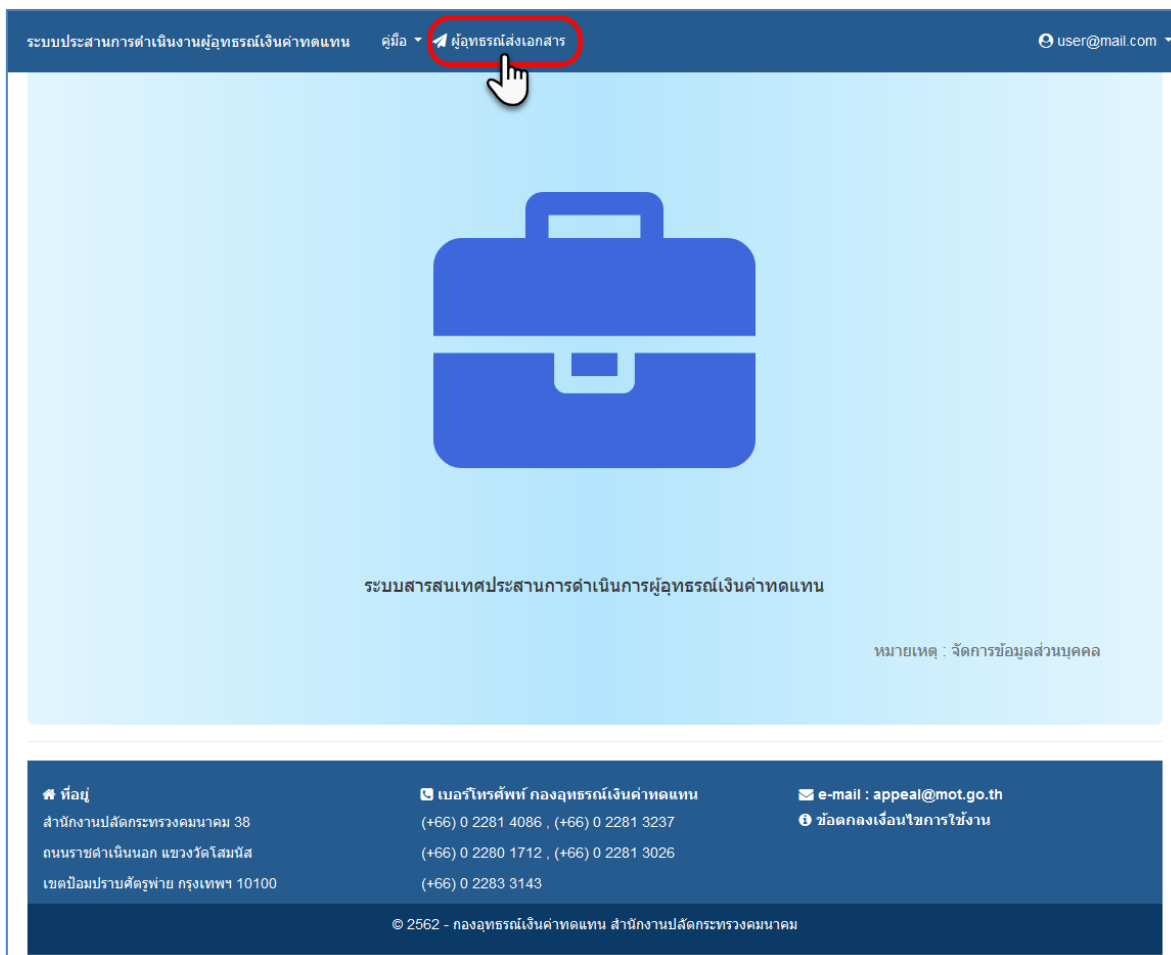 ระบบประสานการดำเนินงานผู้อุทธรณ์เงินค่าทดแทน คู่มือ ผู้อุทธรณ์ส่งเอกสาร user@mail.com
ระบบสารสนเทศประสานการดำเนินการผู้อุทธรณ์เงินค่าทดแทน
หมายเหตุ : จัดการข้อมูลส่วนบุคคล
ที่อยู่
สำนักงานปลัดกระทรวงคมนาคม 38
ถนนราชดำเนินนอก แขวงวัดโสมนัส
เขตป้อมปราบศัตรูพ่าย กรุงเทพฯ 10100
เบอร์โทรศัพท์ กองอุทธรณ์เงินค่าทดแทน
(+66) 0 2281 4086 , (+66) 0 2281 3237
(+66) 0 2280 1712 , (+66) 0 2281 3026
(+66) 0 2283 3143
e-mail : appeal@mot.go.th
ข้อตกลงเงื่อนไขการใช้งาน
© 2562 - กองอุทธรณ์เงินค่าทดแทน สำนักงานปลัดกระทรวงคมนาคม